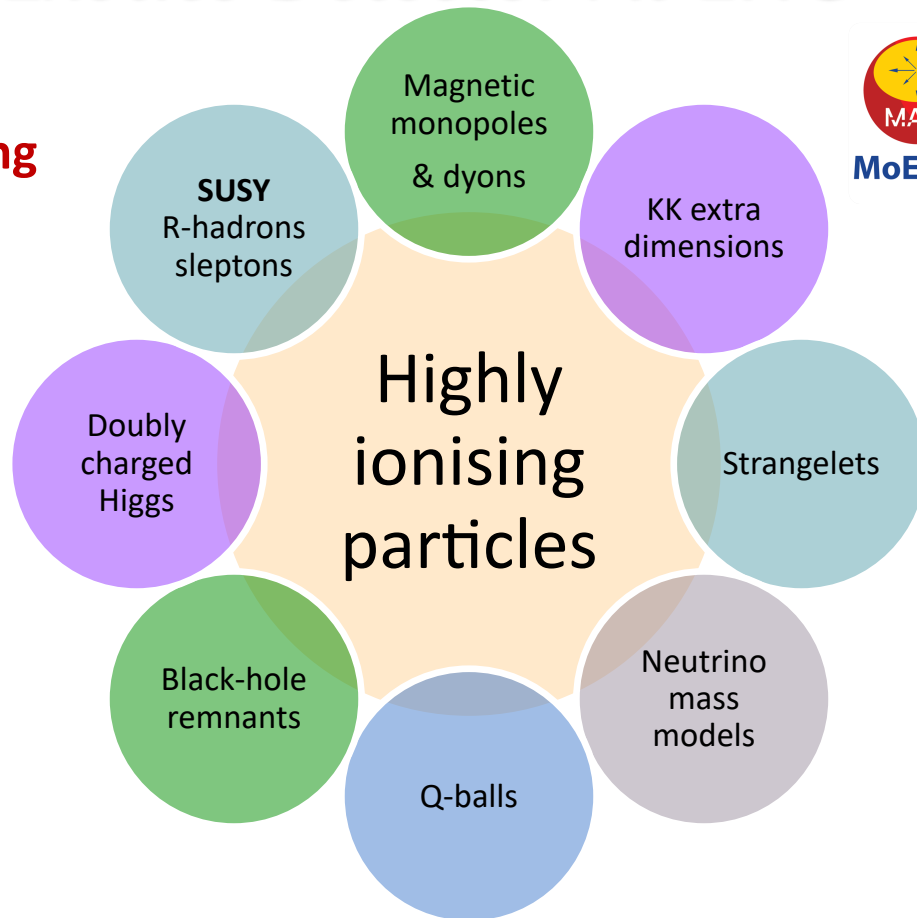 Magnetic
monopoles
& dyons
SUSY
R-hadrons
sleptons
KK extra
dimensions
Doubly
charged
Higgs
Highly
ionising
particles
Strangelets
Black-hole
remnants
Neutrino
mass
models
Q-balls